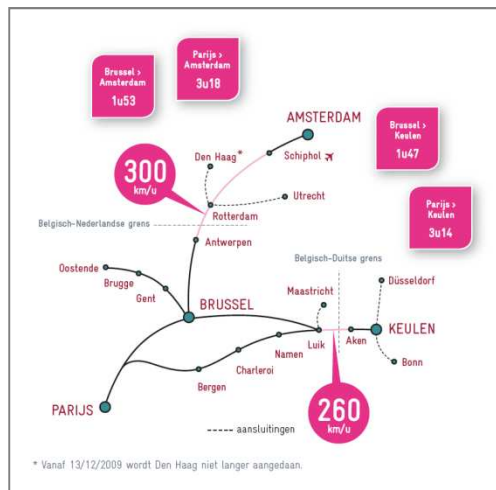 Parijs >
Amsterdam
3u18
Brussel >
Amsterdam
1u53
AMSTERDAM
Brussel >
Keulen
1u47
Den Haag*
Schiphol
300
km/u
Utrecht
Parijs >
Keulen
3u14
Rotterdam
Belgisch-Nederlandse grens
Antwerpen
Belgisch-Duitse grens
Oostende
Brugge
Gent
Maastricht
Düsseldorf
BRUSSEL
KEULEN
Luik
Aken
Namen
Charleroi
Bergen
Bonn
PARIJS
260
km/u
aansluitingen
* Vanaf 13/12/2009 wordt Den Haag niet langer aangedaan.